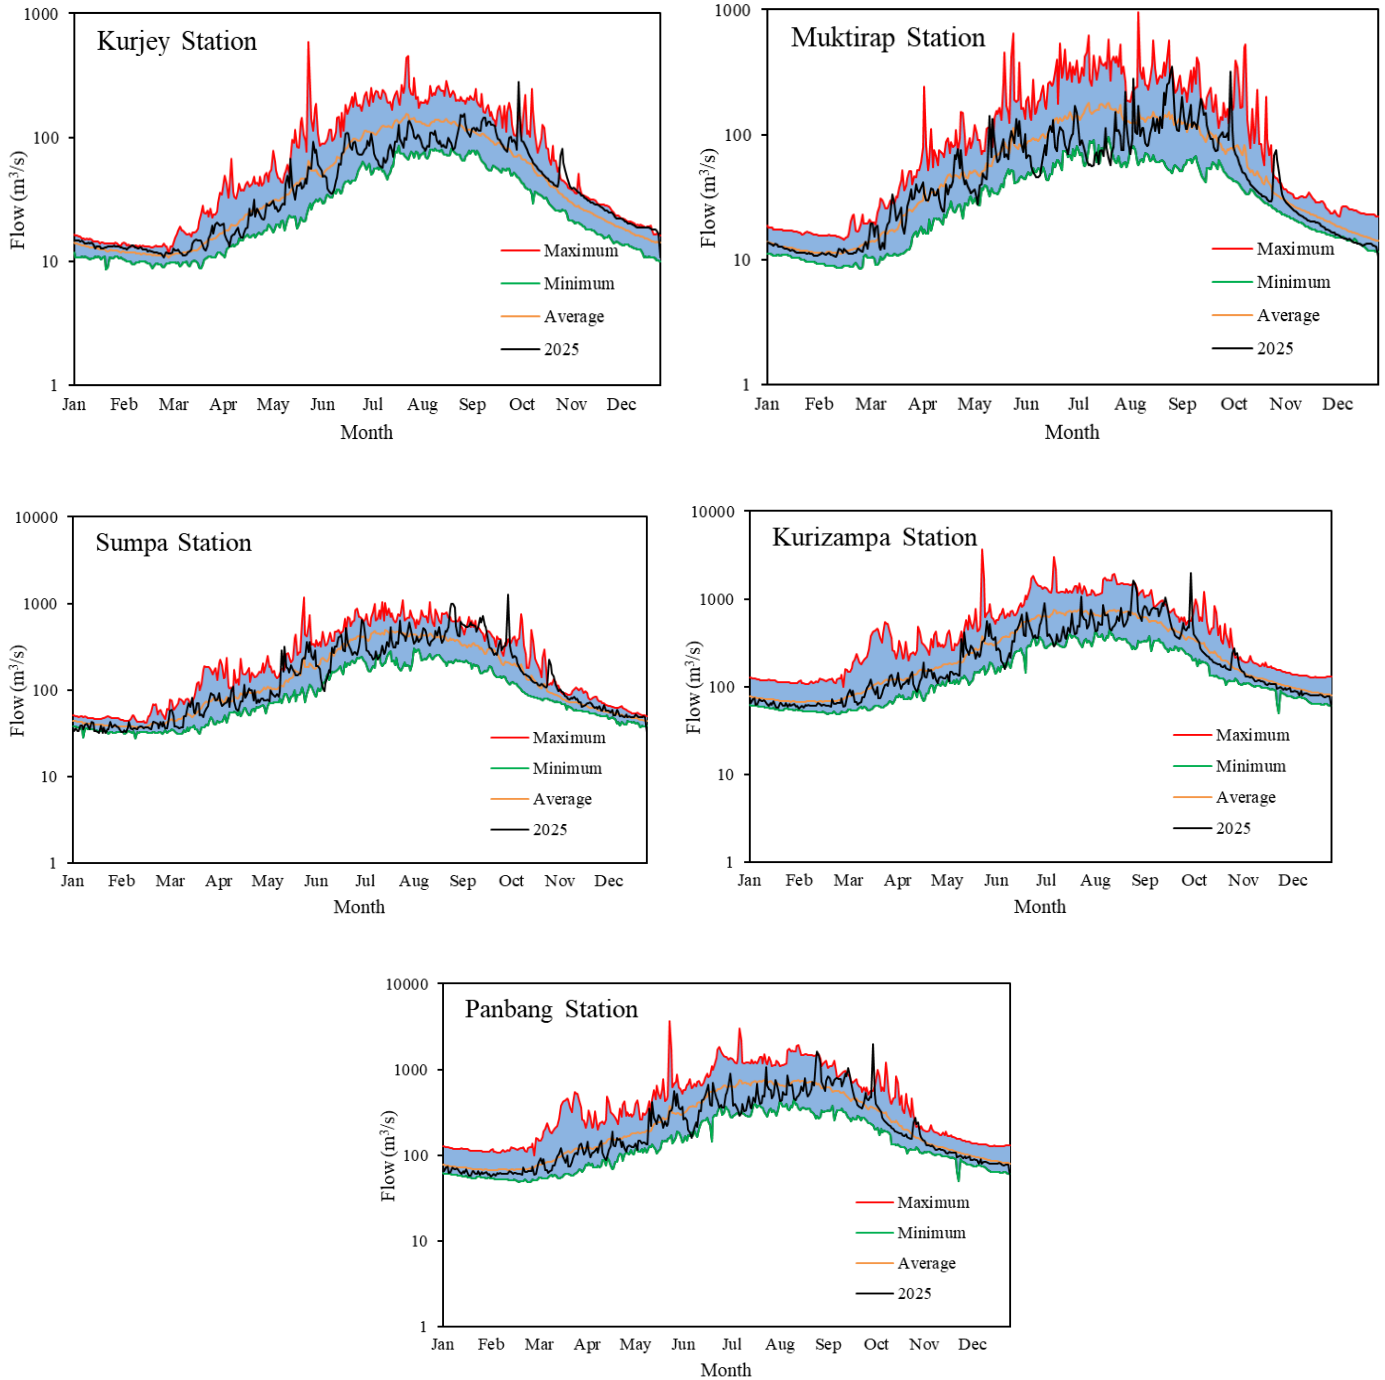 Kurjey Station
1000
100
10
1
Flow (m³/s)
Maximum
Minimum
Average
2025
Jan Feb Mar Apr May Jun Jul Aug Sep Oct Nov Dec
Month
Muktirap Station
1000
100
10
1
Flow (m³/s)
Maximum
Minimum
Average
2025
Jan Feb Mar Apr May Jun Jul Aug Sep Oct Nov Dec
Month
Sumpa Station
10000
1000
100
10
1
Flow (m³/s)
Maximum
Minimum
Average
2025
Jan Feb Mar Apr May Jun Jul Aug Sep Oct Nov Dec
Month
Kurizampa Station
10000
1000
100
10
1
Flow (m³/s)
Maximum
Minimum
Average
2025
Jan Feb Mar Apr May Jun Jul Aug Sep Oct Nov Dec
Month
Panbang Station
10000
1000
100
10
1
Flow (m³/s)
Maximum
Minimum
Average
2025
Jan Feb Mar Apr May Jun Jul Aug Sep Oct Nov Dec
Month